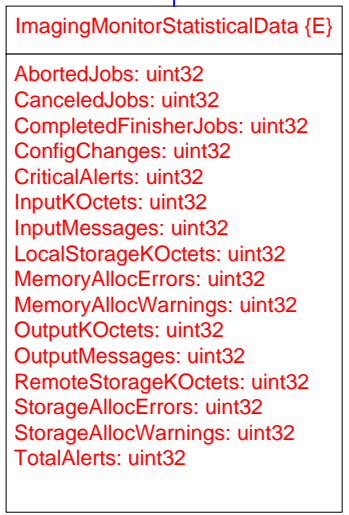 ImagingMonitorStatisticalData {E}
AbortedJobs: uint32
CanceledJobs: uint32
CompletedFinisherJobs: uint32
ConfigChanges: uint32
CriticalAlerts: uint32
InputKOctets: uint32
InputMessages: uint32
LocalStorageKOctets: uint32
MemoryAllocErrors: uint32
MemoryAllocWarnings: uint32
OutputKOctets: uint32
OutputMessages: uint32
RemoteStorageKOctets: uint32
StorageAllocErrors: uint32
StorageAllocWarnings: uint32
TotalAlerts: uint32